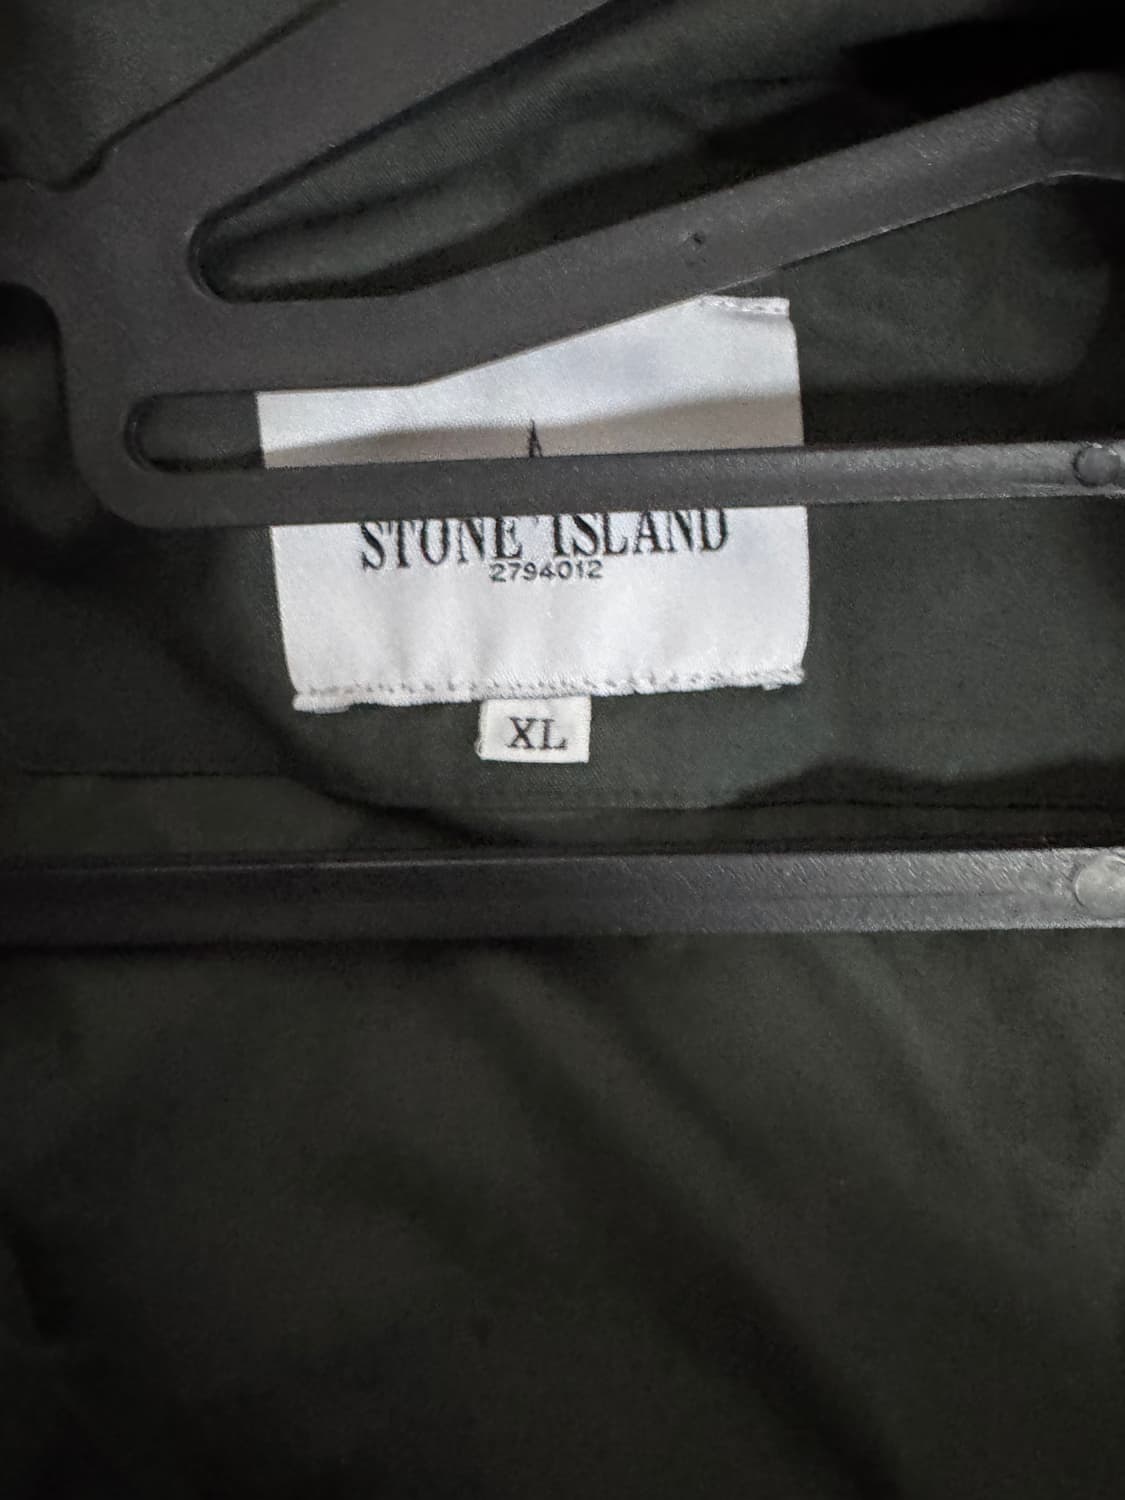 STONE ISLAND
2794012
XL